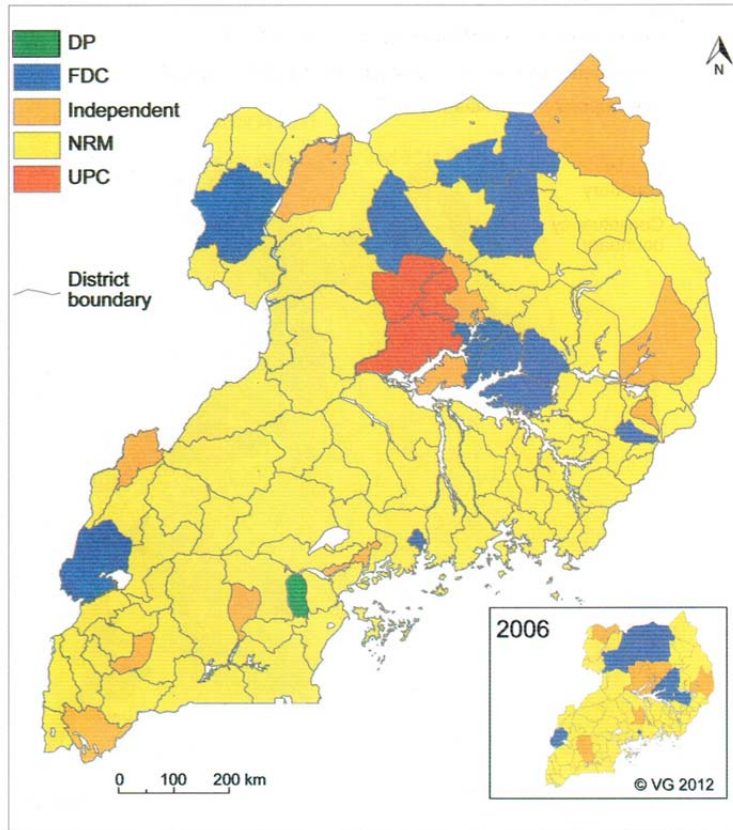 DP
FDC
Independent
NRM
UPC
District
boundary
N
0 100 200 km
2006
© VG 2012